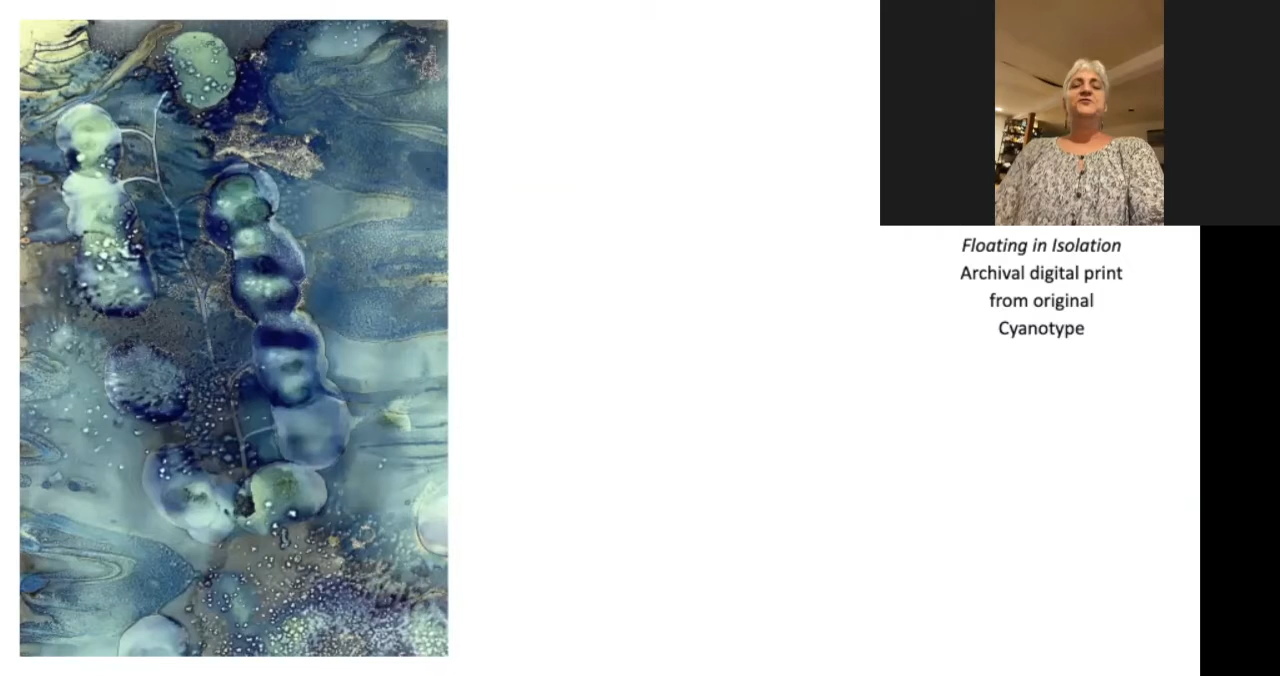 Floating in Isolation
Archival digital print
from original
Cyanotype